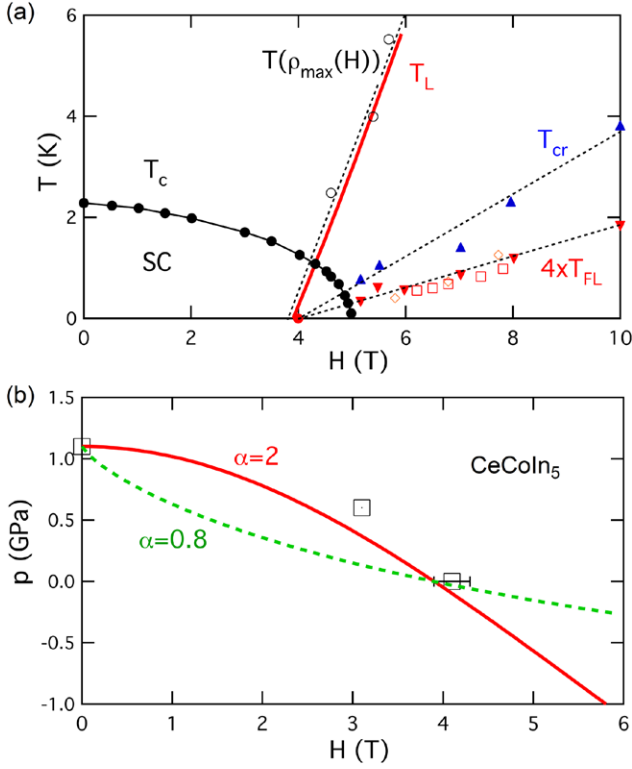 (a)
6
T(ρmax(H))
TL
4
T (K)
Tc
Tcr
2
SC
4xTFL
0
0 2 4 6 8 10
H (T)
(b)
1.5
1.0
α=2
CeCoIn5
0.5
p (GPa)
α=0.8
0.0
-0.5
-1.0
0 1 2 3 4 5 6
H (T)